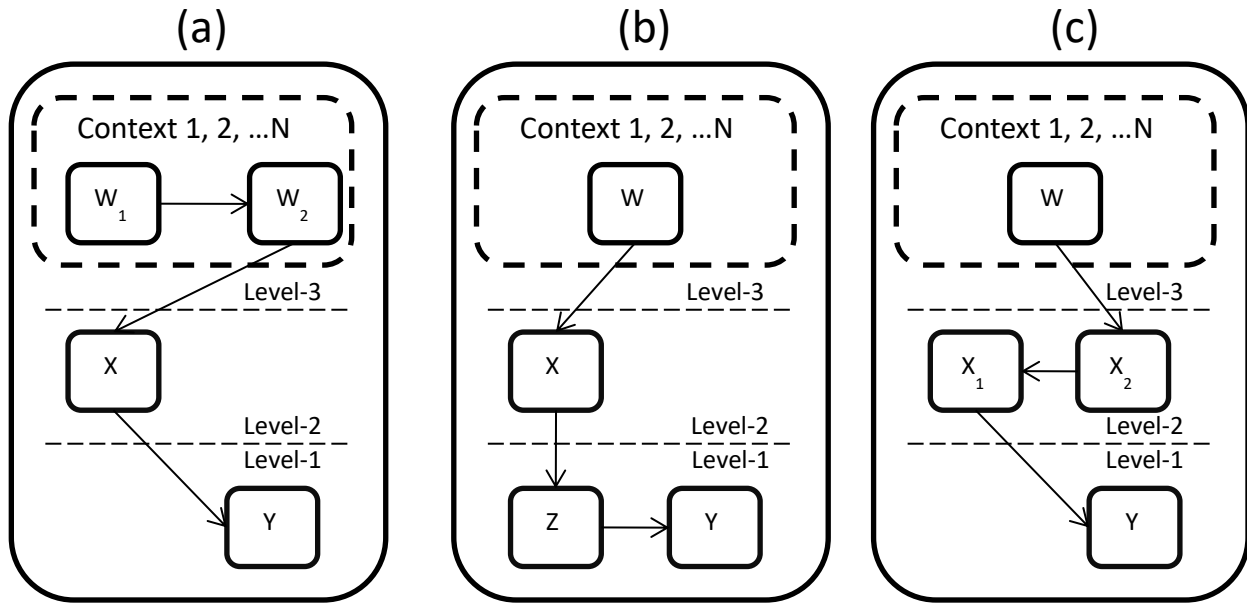 (a)
Context 1, 2, ...N
W1
W2
Level-3
X
Level-2
Level-1
Y
(b)
Context 1, 2, ...N
W
Level-3
X
Level-2
Level-1
Z
Y
(c)
Context 1, 2, ...N
W
Level-3
X1
X2
Level-2
Level-1
Y